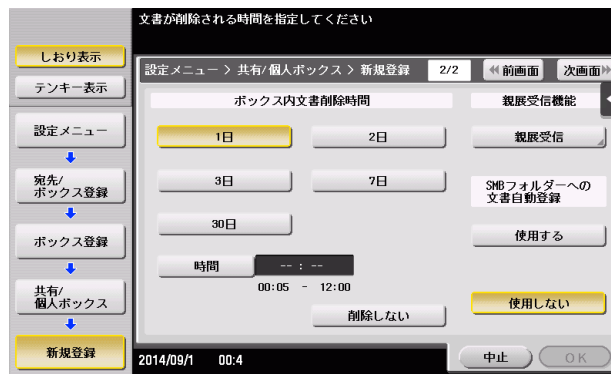 文書が削除される時間を指定してください
しおり表示
テンキー表示
設定メニュー
宛先/
ボックス登録
ボックス登録
共有/
個人ボックス
新規登録
設定メニュー > 共有/個人ボックス > 新規登録
2/2
前画面
次画面
ボックス内文書削除時間
1日
2日
3日
7日
30日
時間
-- : --
00:05 - 12:00
削除しない
親展受信機能
親展受信
SMBフォルダーへの
文書自動登録
使用する
使用しない
2014/09/1 00:4
中止
OK